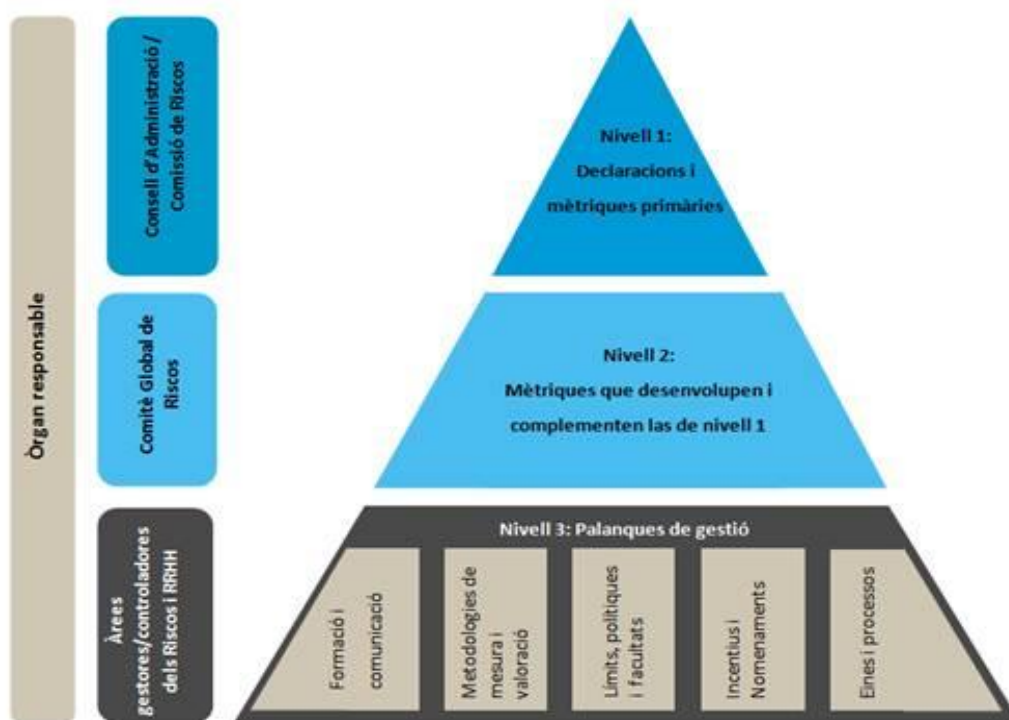 Òrgan responsable
Consell d'Administració /
Comissió de Riscos
Nivell 1:
Declaracions i
mètriques primàries
Comitè Global de
Riscos
Nivell 2:
Mètriques que desenvolupen i
complementen las de nivell 1
Àrees
gestores/controladores
dels Riscos i RRHH
Nivell 3: Palanques de gestió
Formació i
comunicació
Metodologies de
mesura i
valoració
Límits, polítiques
i facultats
Incentius i
Nomenaments
Eines i processos